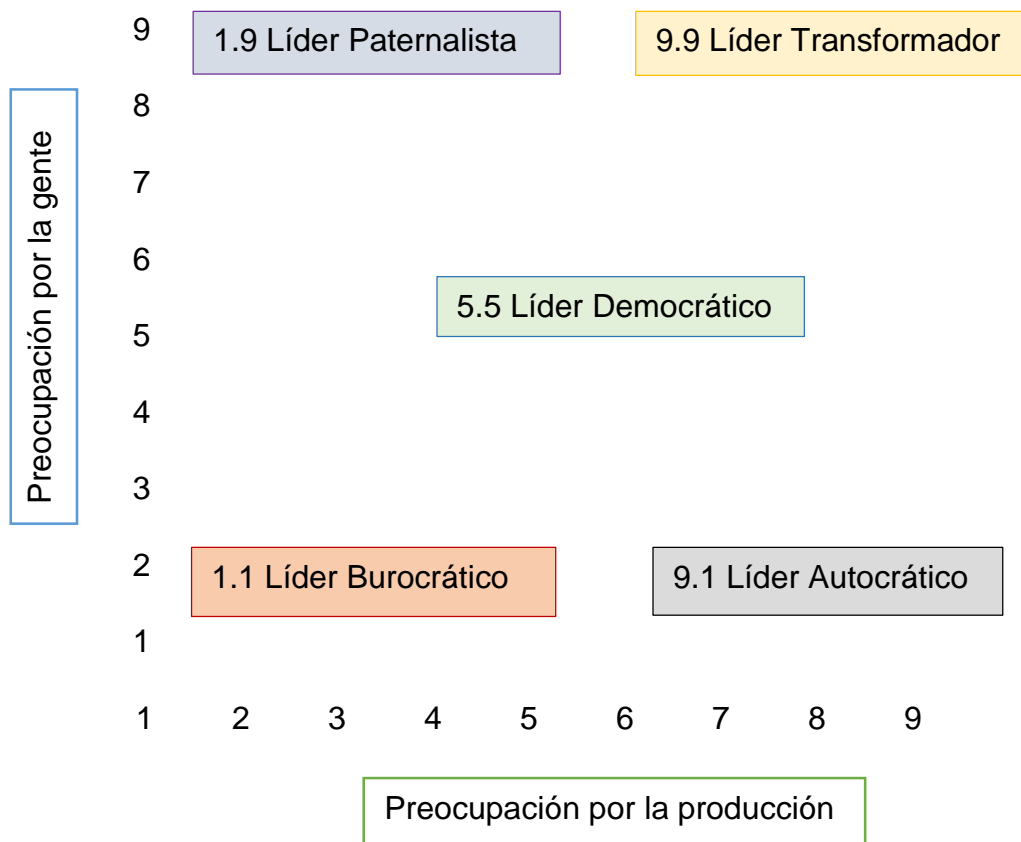 9 1.9 Líder Paternalista 9.9 Líder Transformador
8
7
6
5.5 Líder Democrático
5
4
3
2 1.1 Líder Burocrático 9.1 Líder Autocrático
1
1 2 3 4 5 6 7 8 9
Preocupación por la gente
Preocupación por la producción